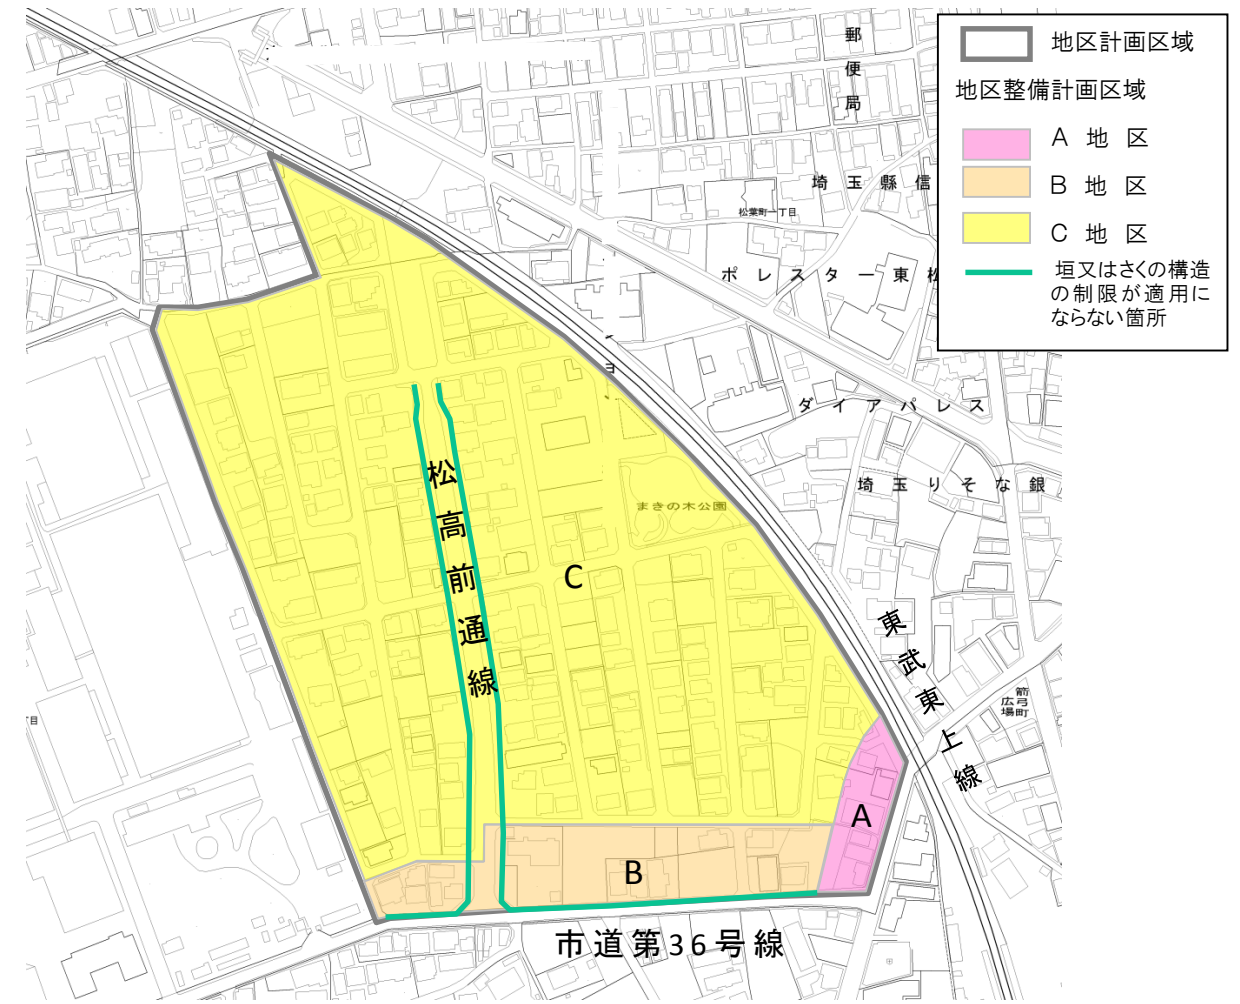 地区計画区域
地区整備計画区域
A 地 区
B 地 区
C 地 区
垣又はさくの構造
の制限が適用に
ならない箇所
郵便局
埼 玉 縣 信
松葉町一丁目
ポ レ ス タ ー 東 松
ダ イ ア パ レ ス
埼 玉 り そ な 銀
ヨ
まきの木公園
松高前通線
C
東武東上線
箭弓町
広場
目
A
B
市道第36号線